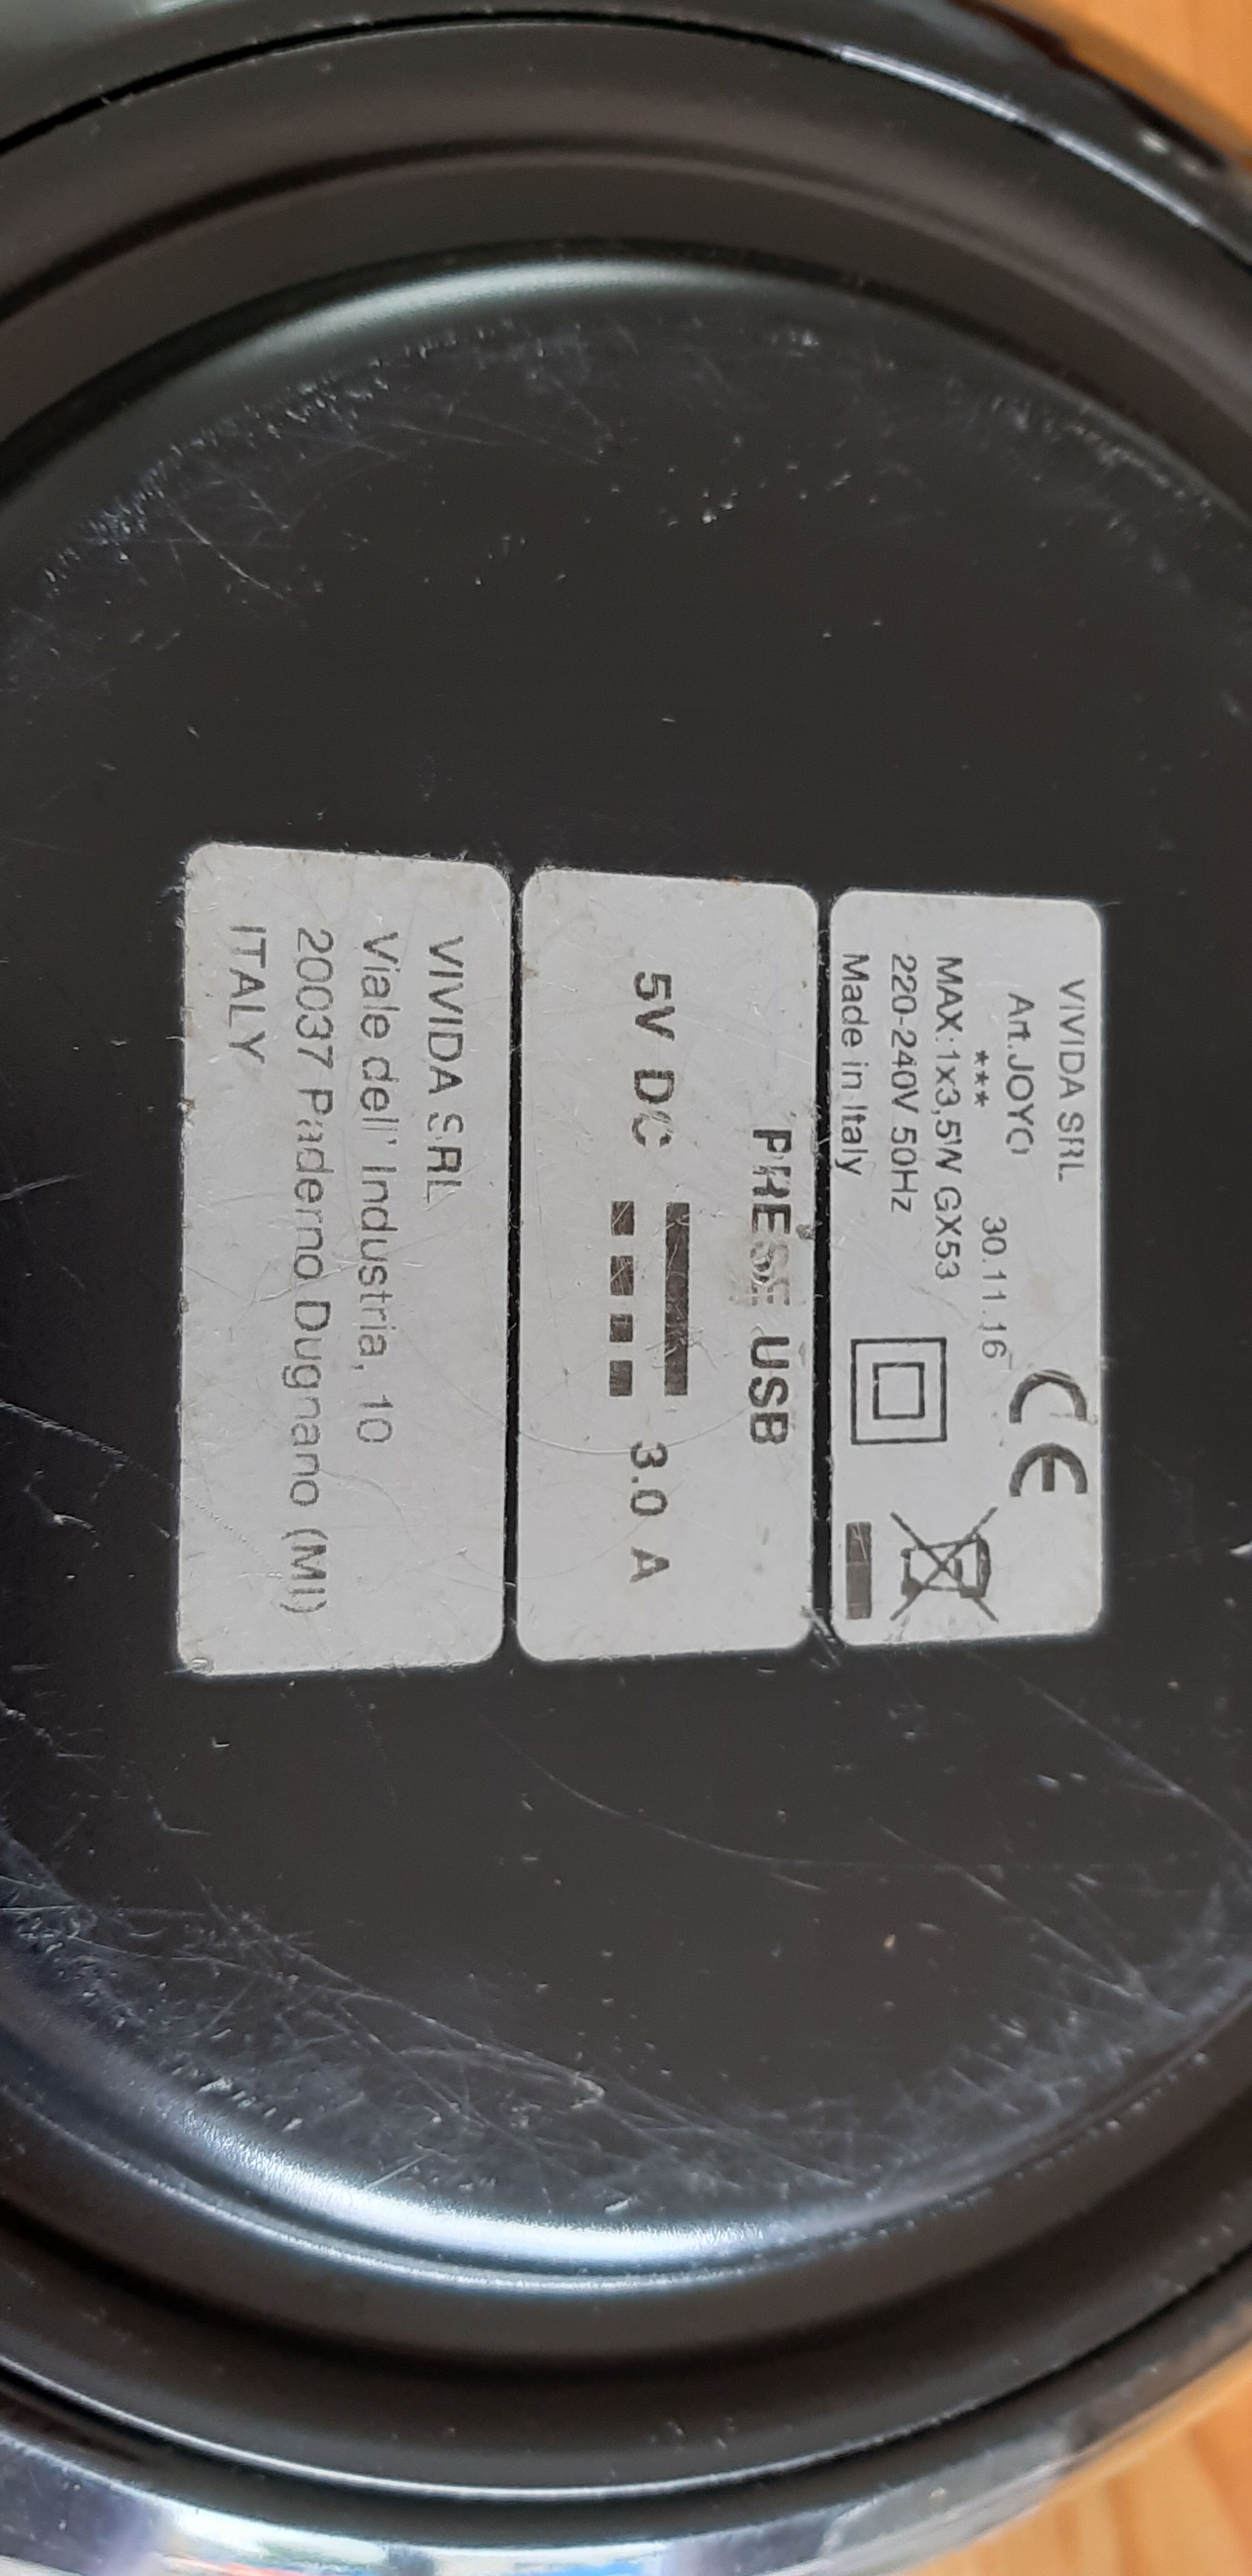 VIVIDA SRL
Art.JOYO
*** 30.11.16
MAX:1x3,5W GX53
220-240V 50Hz
Made in Italy
CE
PRESE USB
5V DC 3.0 A
VIVIDA SRL
Viale dell' Industria, 10
20037 Paderno Dugnano (MI)
ITALY